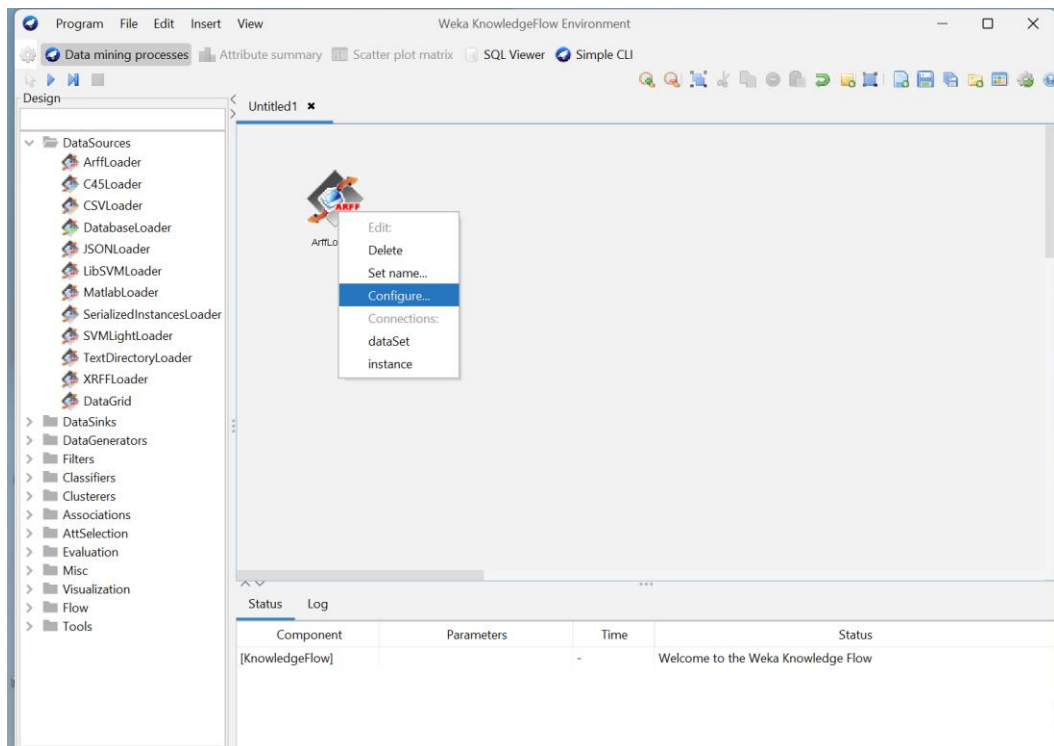 Program File Edit Insert View Weka KnowledgeFlow Environment
Data mining processes Attribute summary Scatter plot matrix SQL Viewer Simple CLI
Design
Untitled1
DataSources
ArffLoader
C45Loader
CSVLoader
DatabaseLoader
JSONLoader
LibSVMLoader
MatlabLoader
SerializedInstancesLoader
SVMLightLoader
TextDirectoryLoader
XRFFLoader
DataGrid
DataSinks
DataGenerators
Filters
Classifiers
Clusterers
Associations
AttSelection
Evaluation
Misc
Visualization
Flow
Tools
ARFF
ArffLo
Edit:
Delete
Set name...
Configure...
Connections:
dataSet
instance
Status Log
Component Parameters Time Status
[KnowledgeFlow] - Welcome to the Weka Knowledge Flow